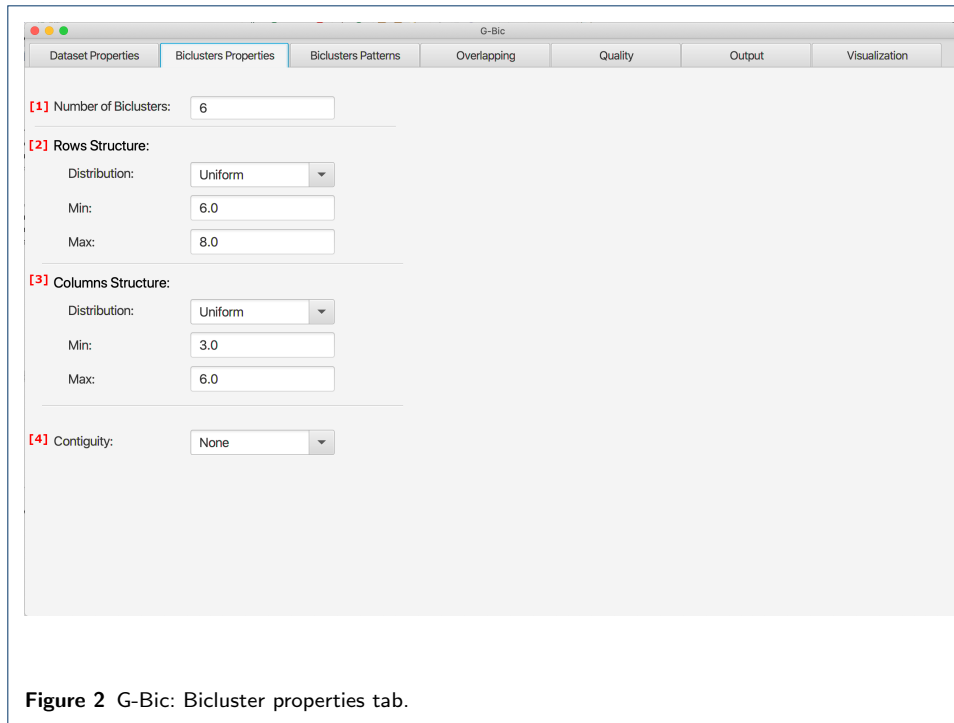 G-Bic
Dataset Properties Biclusters Properties Biclusters Patterns Overlapping Quality Output Visualization
[1] Number of Biclusters: 6
[2] Rows Structure:
Distribution: Uniform
Min: 6.0
Max: 8.0
[3] Columns Structure:
Distribution: Uniform
Min: 3.0
Max: 6.0
[4] Contiguity: None
Figure 2 G-Bic: Bicluster properties tab.